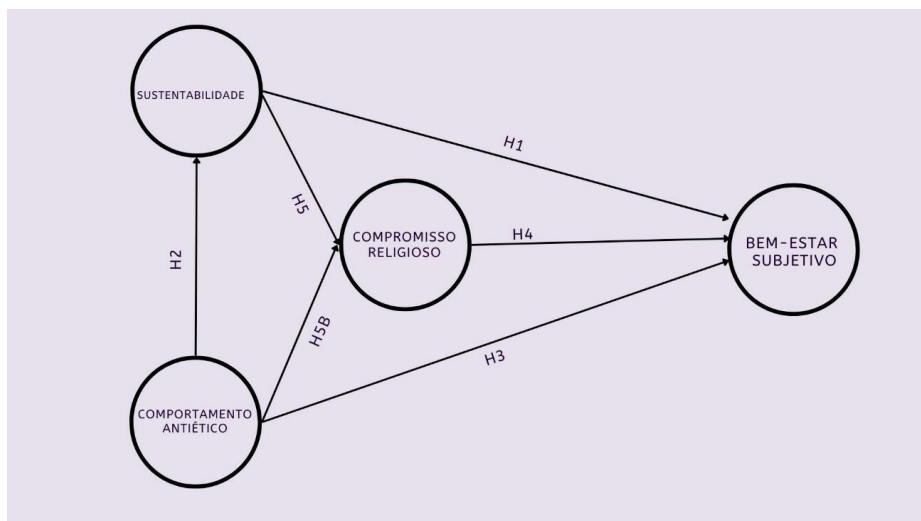 SUSTENTABILIDADE
H1
H5
COMPROMISSO
RELIGIOSO
H4
BEM-ESTAR
SUBJETIVO
H2
H5B
H3
COMPORTAMENTO
ANTIÉTICO